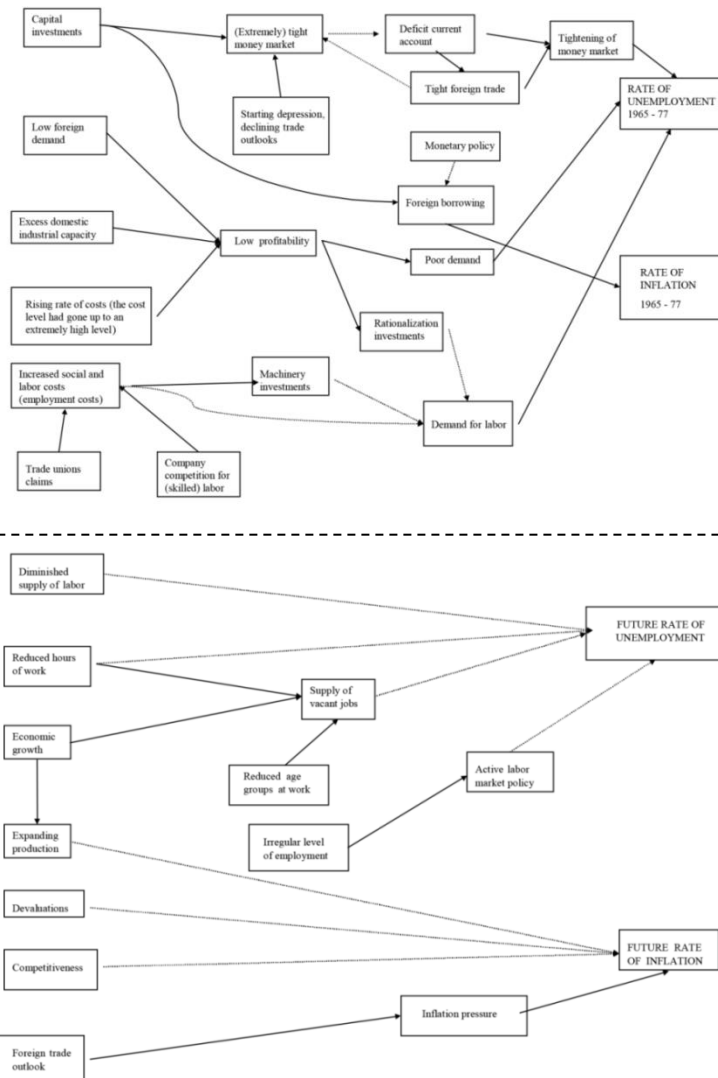 Capital
investments
(Extremely) tight
money market
Deficit current
account
Tightening of
money market
Tight foreign trade
RATE OF
UNEMPLOYMENT
1965 - 77
Starting depression,
declining trade
outlooks
Low foreign
demand
Monetary policy
Foreign borrowing
Excess domestic
industrial capacity
Low profitability
Poor demand
RATE OF
INFLATION
1965 - 77
Rising rate of costs (the cost
level had gone up to an
extremely high level)
Rationalization
investments
Increased social and
labor costs
(employment costs)
Machinery
investments
Demand for labor
Trade unions
claims
Company
competition for
(skilled) labor
Diminished
supply of labor
FUTURE RATE OF
UNEMPLOYMENT
Reduced hours
of work
Supply of
vacant jobs
Economic
growth
Reduced age
groups at work
Active labor
market policy
Expanding
production
Irregular level
of employment
Devaluations
Competitiveness
FUTURE RATE
OF INFLATION
Inflation pressure
Foreign trade
outlook